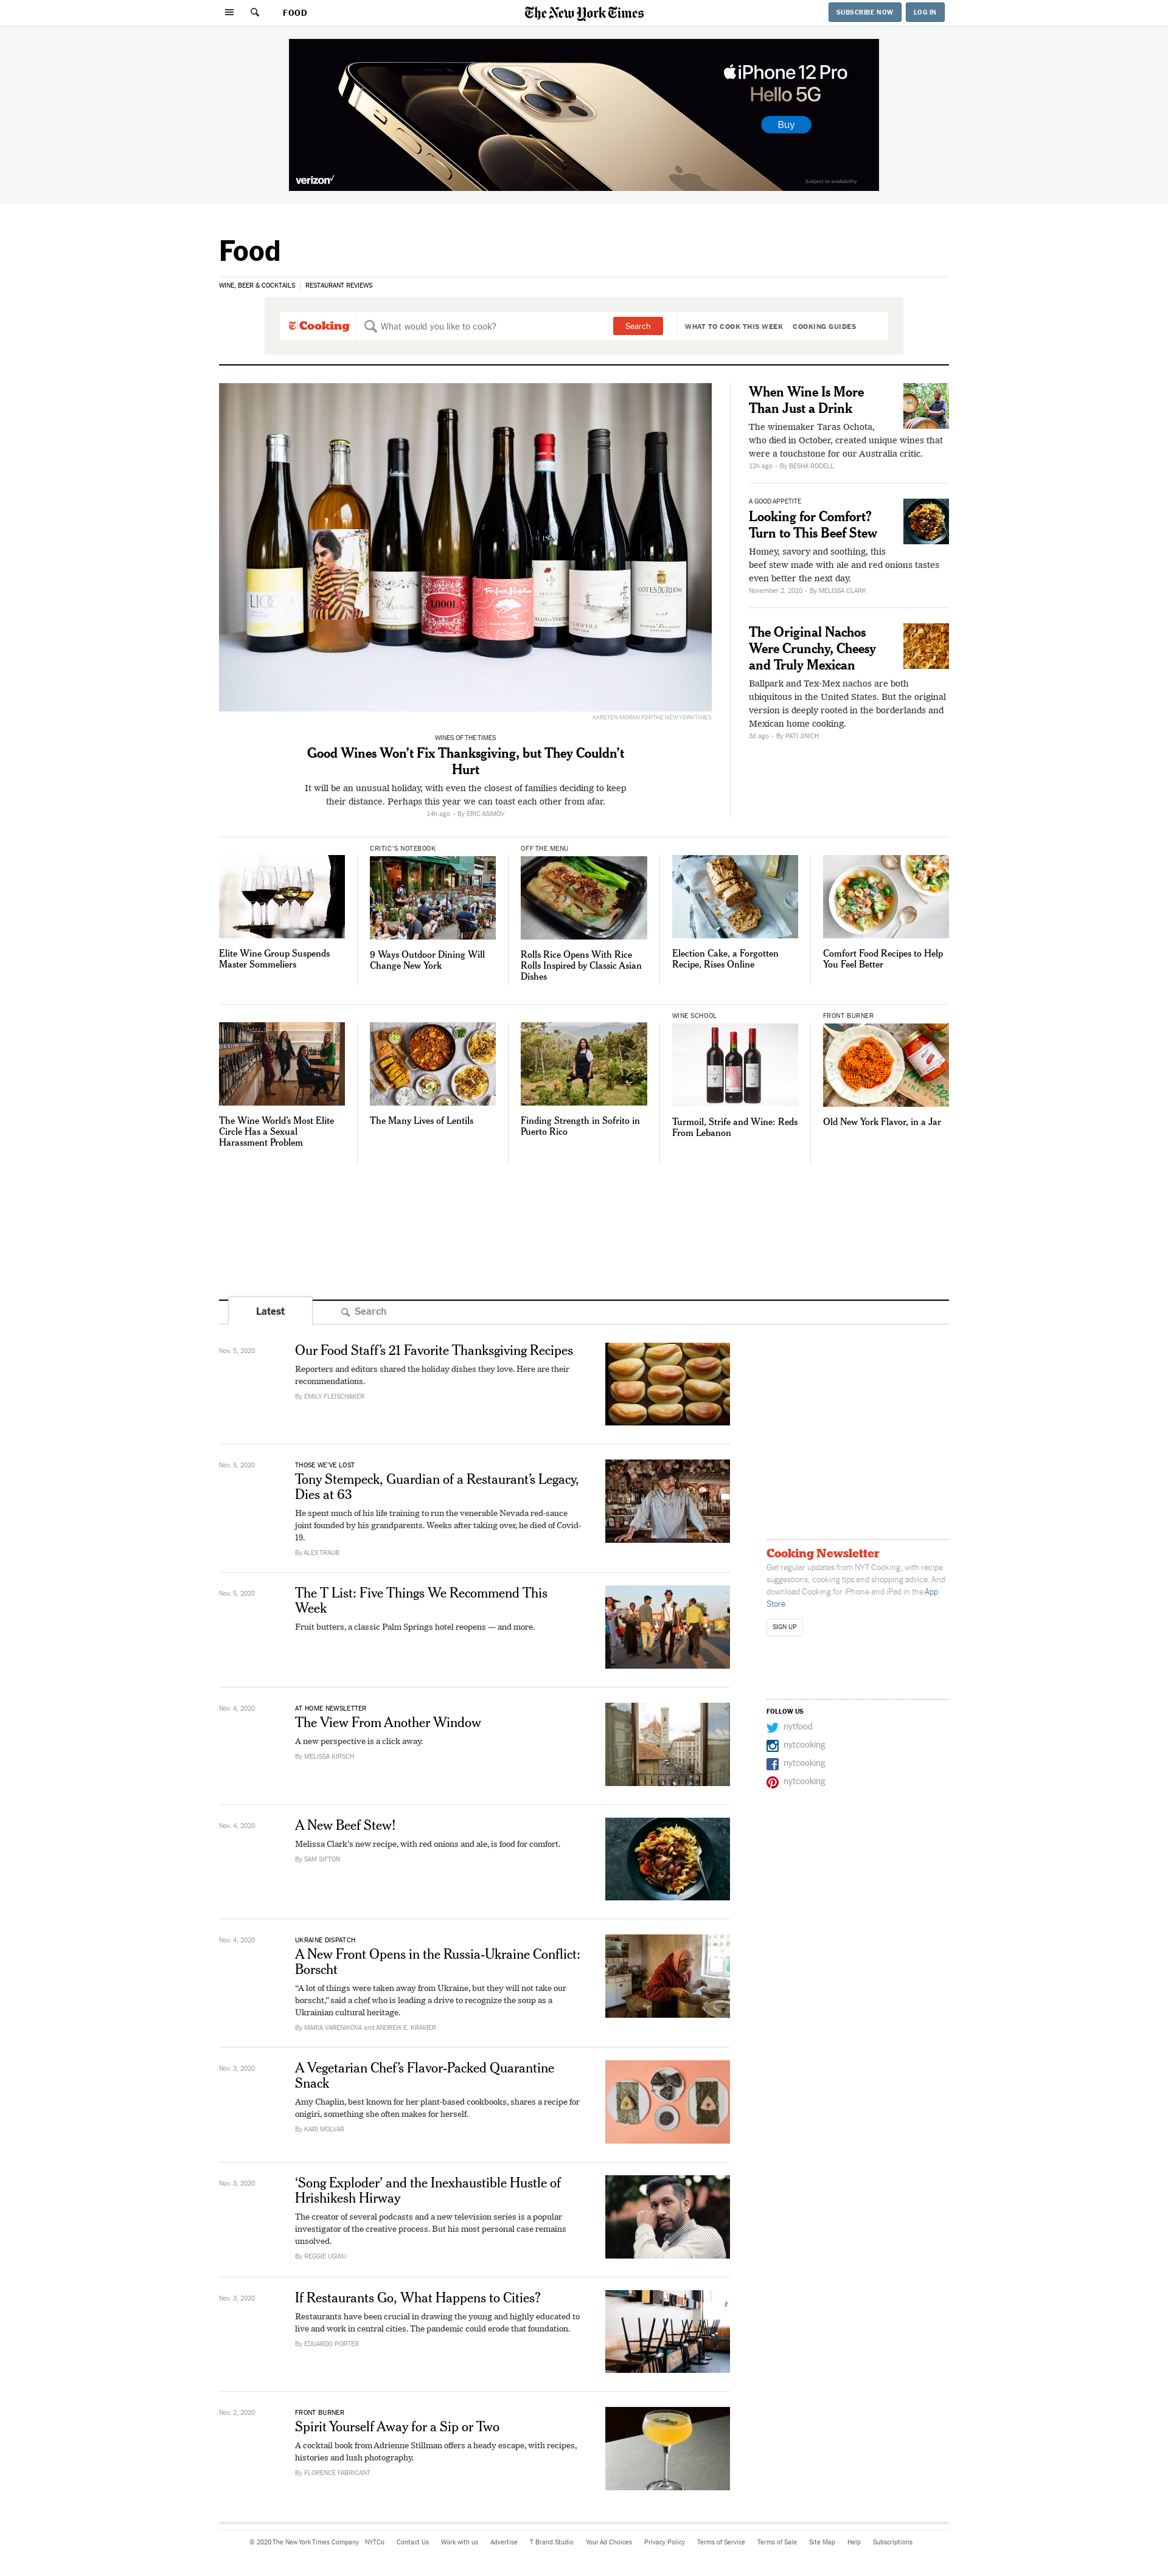 FOOD
The New York Times
SUBSCRIBE NOW
LOG IN
iPhone 12 Pro
Hello 5G
Buy
verizon✓
Subject to availability
Food
WINE, BEER & COCKTAILS
RESTAURANT REVIEWS
Cooking
What would you like to cook?
Search
WHAT TO COOK THIS WEEK
COOKING GUIDES
LIOCO
LOOOL
COTES-DU-RHÔNE
KARSTEN MORAN FOR THE NEW YORK TIMES
WINES OF THE TIMES
Good Wines Won't Fix Thanksgiving, but They Couldn't
Hurt
It will be an unusual holiday, with even the closest of families deciding to keep
their distance. Perhaps this year we can toast each other from afar.
14h ago • By ERIC ASIMOV
When Wine Is More
Than Just a Drink
The winemaker Taras Ochota,
who died in October, created unique wines that
were a touchstone for our Australia critic.
12h ago • By BESHA RODELL
A GOOD APPETITE
Looking for Comfort?
Turn to This Beef Stew
Homey, savory and soothing, this
beef stew made with ale and red onions tastes
even better the next day.
November 2, 2020 • By MELISSA CLARK
The Original Nachos
Were Crunchy, Cheesy
and Truly Mexican
Ballpark and Tex-Mex nachos are both
ubiquitous in the United States. But the original
version is deeply rooted in the borderlands and
Mexican home cooking.
3d ago • By PATI JINICH
Elite Wine Group Suspends
Master Sommeliers
CRITIC'S NOTEBOOK
9 Ways Outdoor Dining Will
Change New York
OFF THE MENU
Rolls Rice Opens With Rice
Rolls Inspired by Classic Asian
Dishes
Election Cake, a Forgotten
Recipe, Rises Online
Comfort Food Recipes to Help
You Feel Better
The Wine World's Most Elite
Circle Has a Sexual
Harassment Problem
The Many Lives of Lentils
Finding Strength in Sofrito in
Puerto Rico
WINE SCHOOL
Turmoil, Strife and Wine: Reds
From Lebanon
FRONT BURNER
Old New York Flavor, in a Jar
Latest
Search
Nov. 5, 2020
Our Food Staff's 21 Favorite Thanksgiving Recipes
Reporters and editors shared the holiday dishes they love. Here are their
recommendations.
By EMILY FLEISCHAKER
Nov. 5, 2020
THOSE WE'VE LOST
Tony Stempeck, Guardian of a Restaurant's Legacy,
Dies at 63
He spent much of his life training to run the venerable Nevada red-sauce
joint founded by his grandparents. Weeks after taking over, he died of Covid-
19.
By ALEX TRAUB
Nov. 5, 2020
The T List: Five Things We Recommend This
Week
Fruit butters, a classic Palm Springs hotel reopens — and more.
Nov. 4, 2020
AT HOME NEWSLETTER
The View From Another Window
A new perspective is a click away.
By MELISSA KIRSCH
Nov. 4, 2020
A New Beef Stew!
Melissa Clark's new recipe, with red onions and ale, is food for comfort.
By SAM SIFTON
Nov. 4, 2020
UKRAINE DISPATCH
A New Front Opens in the Russia-Ukraine Conflict:
Borscht
“A lot of things were taken away from Ukraine, but they will not take our
borscht,” said a chef who is leading a drive to recognize the soup as a
Ukrainian cultural heritage.
By MARIA VARENIKOVA and ANDREW E. KRAMER
Nov. 3, 2020
A Vegetarian Chef's Flavor-Packed Quarantine
Snack
Amy Chaplin, best known for her plant-based cookbooks, shares a recipe for
onigiri, something she often makes for herself.
By KARI MOLVAR
Nov. 3, 2020
‘Song Exploder’ and the Inexhaustible Hustle of
Hrishikesh Hirway
The creator of several podcasts and a new television series is a popular
investigator of the creative process. But his most personal case remains
unsolved.
By REGGIE UGWU
Nov. 3, 2020
If Restaurants Go, What Happens to Cities?
Restaurants have been crucial in drawing the young and highly educated to
live and work in central cities. The pandemic could erode that foundation.
By EDUARDO PORTER
Nov. 2, 2020
FRONT BURNER
Spirit Yourself Away for a Sip or Two
A cocktail book from Adrienne Stillman offers a heady escape, with recipes,
histories and lush photography.
By FLORENCE FABRICANT
Cooking Newsletter
Get regular updates from NYT Cooking, with recipe
suggestions, cooking tips and shopping advice. And
download Cooking for iPhone and iPad in the App
Store.
SIGN UP
FOLLOW US
nytfood
nytcooking
nytcooking
nytcooking
© 2020 The New York Times Company
NYTCo
Contact Us
Work with us
Advertise
T Brand Studio
Your Ad Choices
Privacy Policy
Terms of Service
Terms of Sale
Site Map
Help
Subscriptions